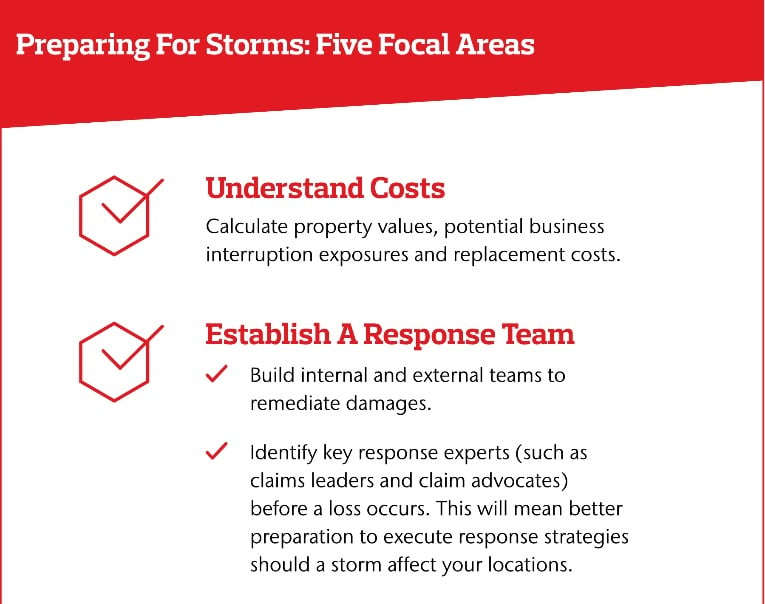 Preparing For Storms: Five Focal Areas
Understand Costs
Calculate property values, potential business
interruption exposures and replacement costs.
Establish A Response Team
Build internal and external teams to
remediate damages.
Identify key response experts (such as
claims leaders and claim advocates)
before a loss occurs. This will mean better
preparation to execute response strategies
should a storm affect your locations.